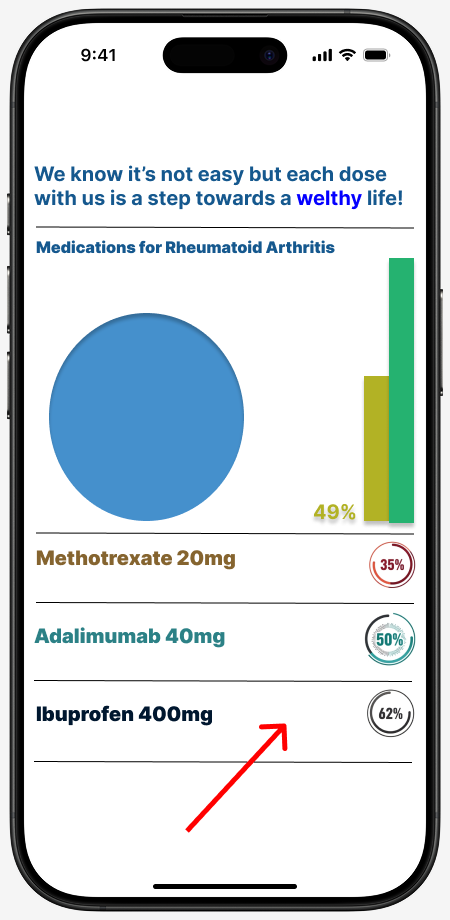 9:41
We know it’s not easy but each dose
with us is a step towards a welthy life!
Medications for Rheumatoid Arthritis
49%
Methotrexate 20mg
35%
Adalimumab 40mg
50%
Ibuprofen 400mg
62%